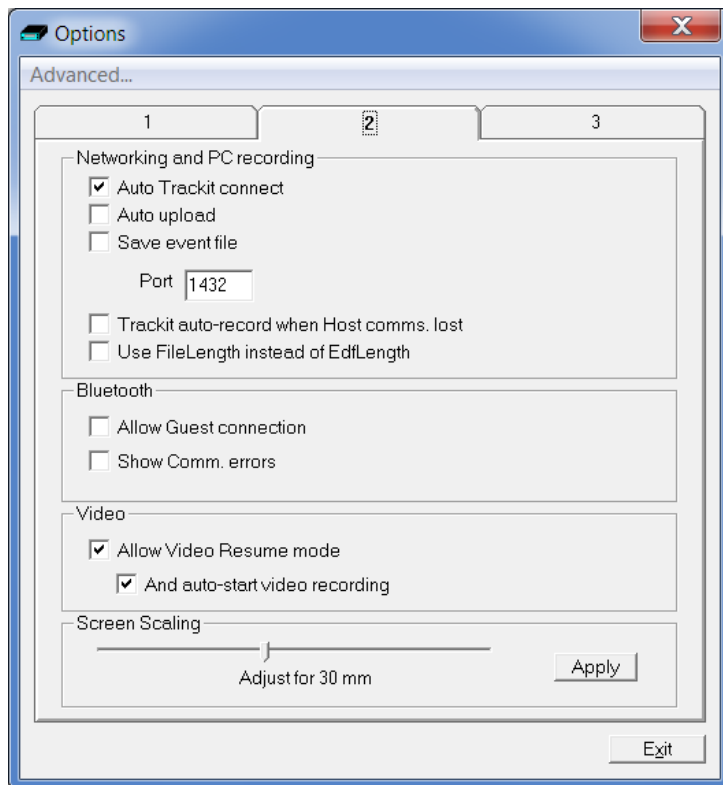 Options
X
Advanced...
1 2 3
Networking and PC recording
Auto Trackit connect
Auto upload
Save event file
Port 1432
Trackit auto-record when Host comms. lost
Use FileLength instead of EdfLength
Bluetooth
Allow Guest connection
Show Comm. errors
Video
Allow Video Resume mode
And auto-start video recording
Screen Scaling
Adjust for 30 mm
Apply
Exit